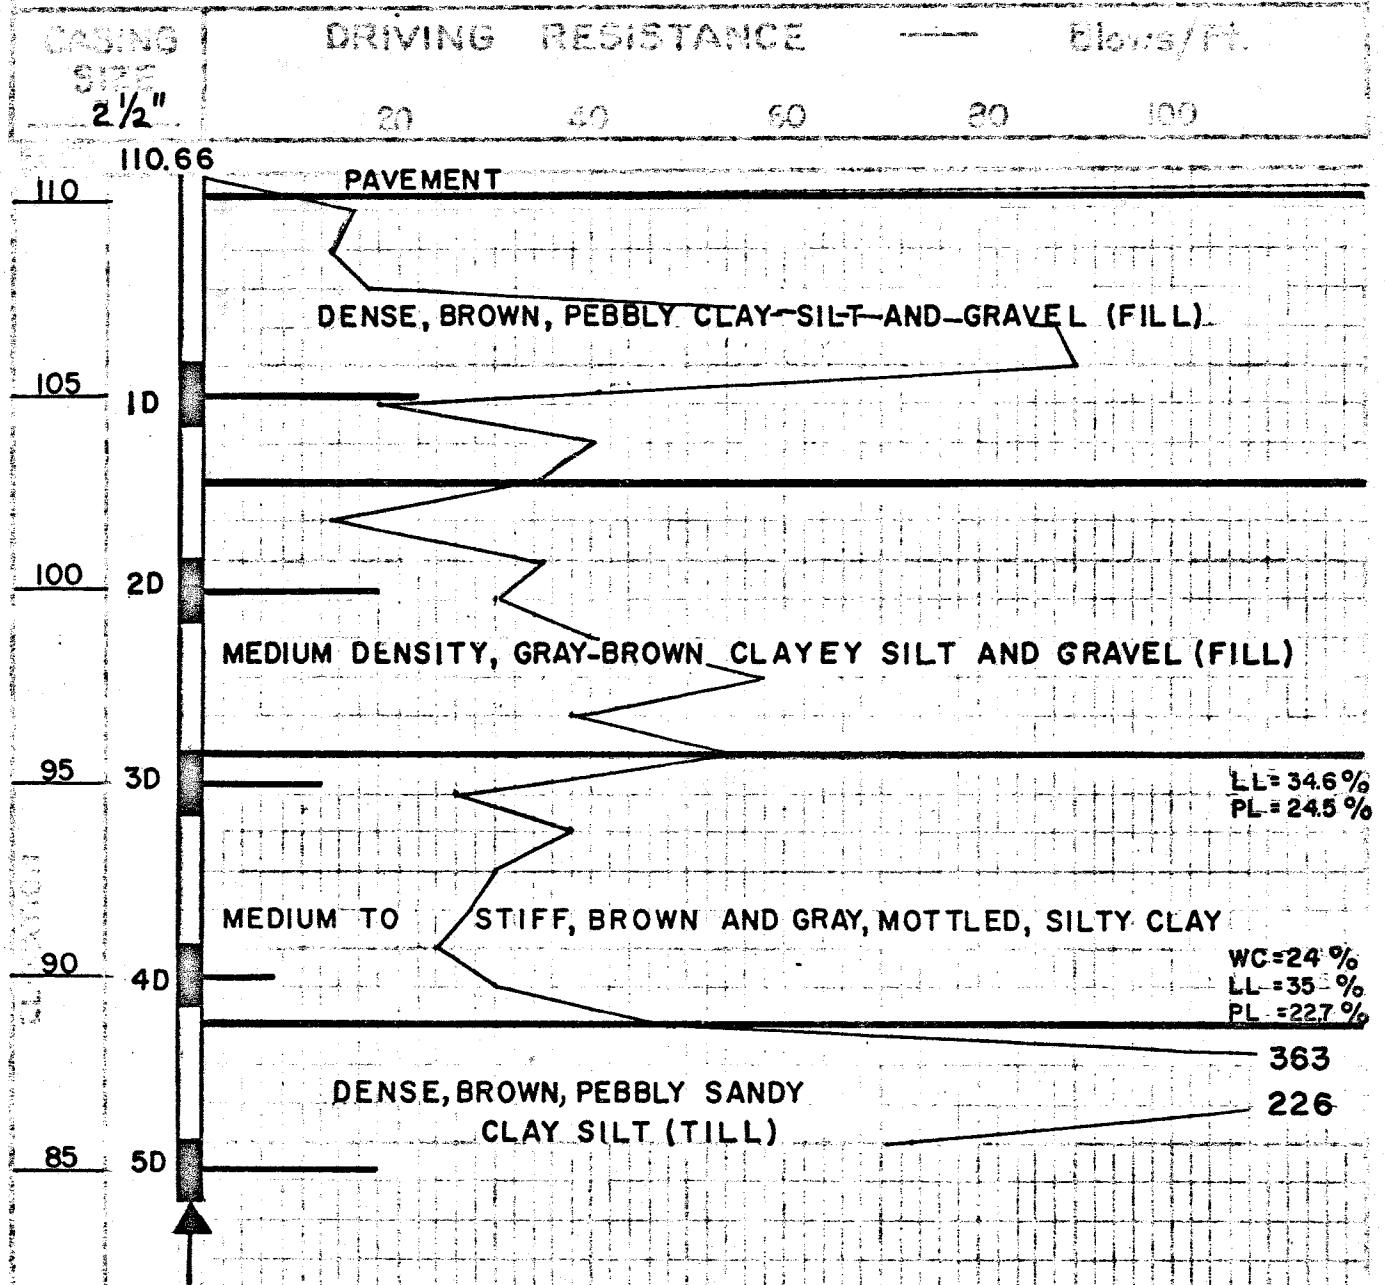 CASING DRIVING RESISTANCE —— Blows/Ft.
SIZE
2½" 20 40 60 80 100
110.66
110 PAVEMENT
DENSE, BROWN, PEBBLY CLAY-SILT-AND-GRAVEL (FILL)
105 1D
100 2D
MEDIUM DENSITY, GRAY-BROWN CLAYEY SILT AND GRAVEL (FILL)
95 3D LL= 34.6 %
PL= 24.5 %
ELEVATION
MEDIUM TO STIFF, BROWN AND GRAY, MOTTLED, SILTY CLAY
WC=24 %
90 4D LL =35 %
PL =22.7 %
363
DENSE, BROWN, PEBBLY SANDY 226
CLAY SILT (TILL)
85 5D